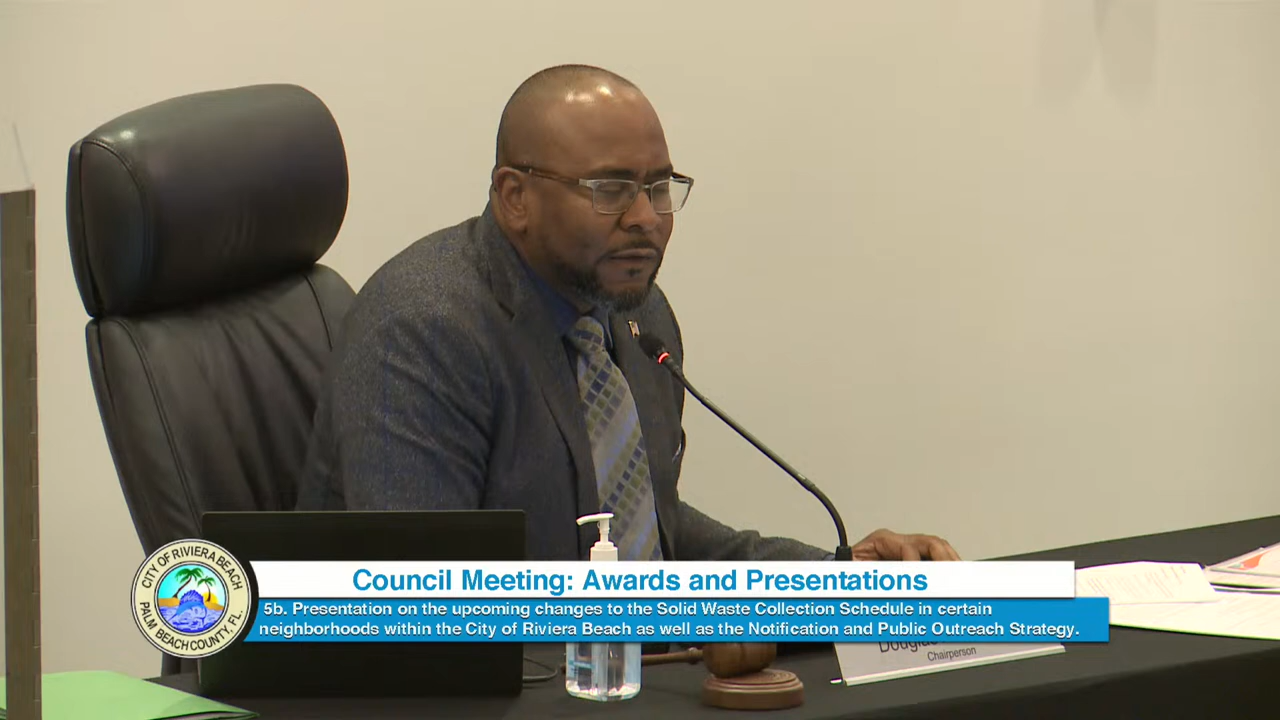 Council Meeting: Awards and Presentations
5b. Presentation on the upcoming changes to the Solid Waste Collection Schedule in certain
neighborhoods within the City of Riviera Beach as well as the Notification and Public Outreach Strategy.
CITY OF RIVIERA BEACH
PALM BEACH COUNTY, FL.
Chairperson